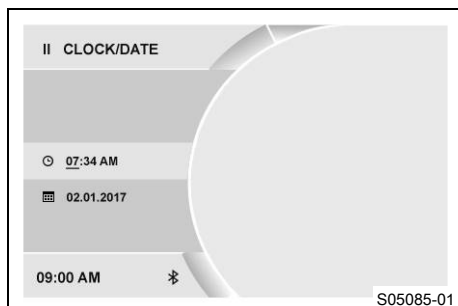 II CLOCK/DATE
07:34 AM
02.01.2017
09:00 AM
S05085-01